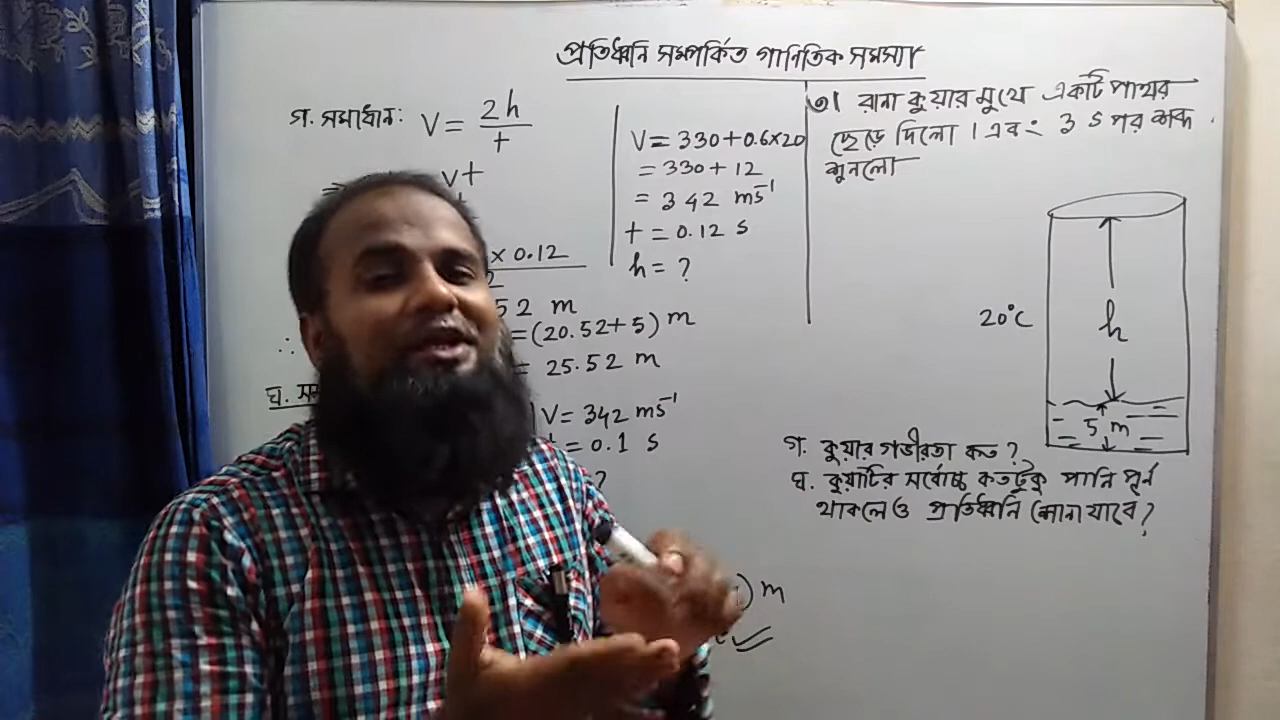 প্রতিধ্বনি সম্পর্কিত গানিতিক সমস্যা
গ. সমাধান: V = 2h / t
⇒ vt
× 0.12
2
52 m
∴ = (20.52+5) m
= 25.52 m
ঘ.
V = 330+0.6×20
= 330+12
= 342 ms⁻¹
t = 0.12 s
h = ?
V = 342 ms⁻¹
= 0.1 s
?
) m
৩। রানা কুয়ার মুখে একটি পাথর
ছেড়ে দিলো। এবং 3 s পর শব্দ
শুনলো
20°C
h
5 m
গ. কুয়ার গভীরতা কত?
ঘ. কুয়াটির সর্বোচ্চ কতটুকু পানি পূর্ন
থাকলেও প্রতিধ্বনি শোনা যাবে?